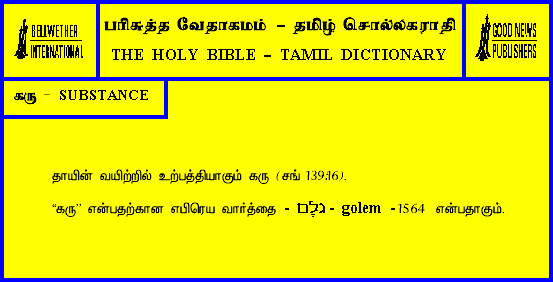 BELLWETHER
INTERNATIONAL
பரிசுத்த வேதாகமம் - தமிழ் சொல்லகராதி
THE HOLY BIBLE - TAMIL DICTIONARY
GOOD NEWS
PUBLISHERS
கரு - SUBSTANCE
தாயின் வயிற்றில் உற்பத்தியாகும் கரு (சங் 139:16).
“கரு” என்பதற்கான எபிரெய வார்த்தை - גֹּלֶם - golem -1564 என்பதாகும்.